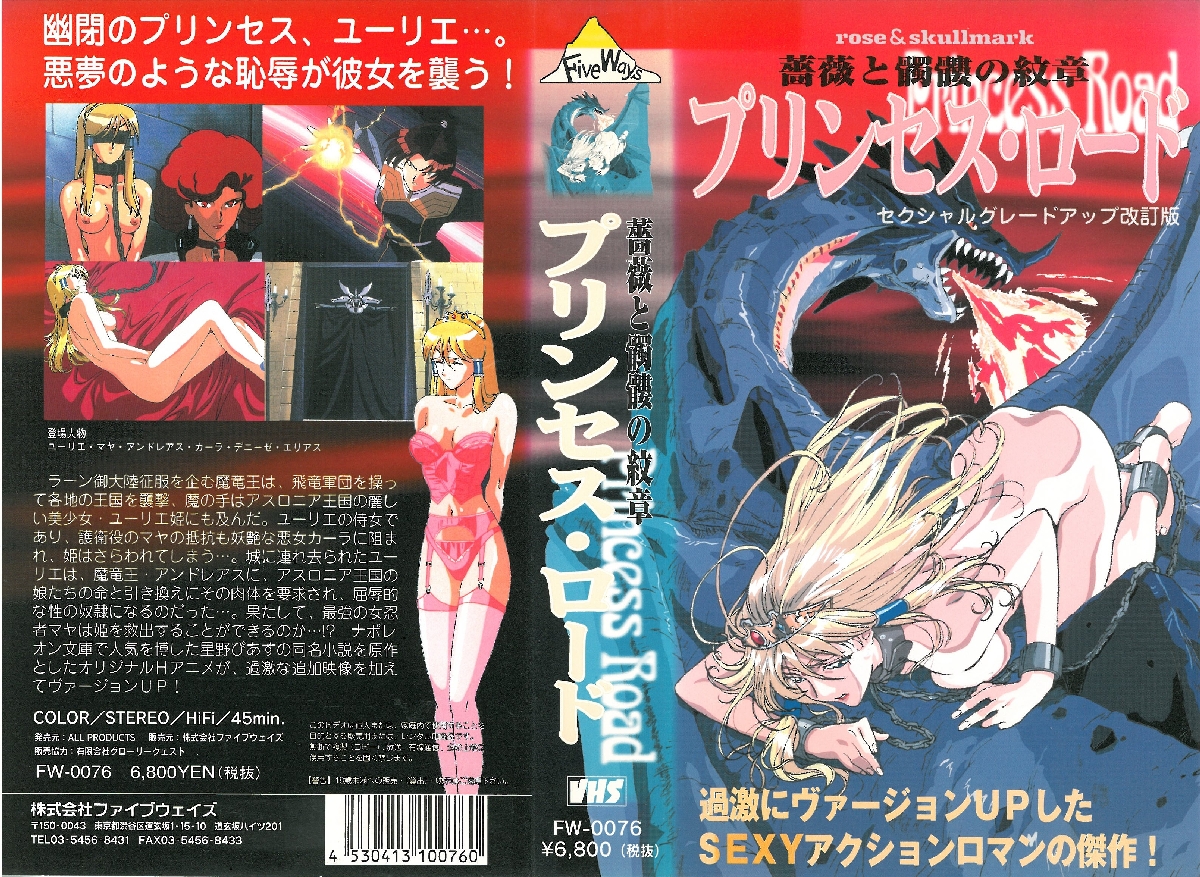 幽閉のプリンセス、ユーリエ…。
悪夢のような恥辱が彼女を襲う！
登場人物
ユーリエ・マヤ・アンドレアス・カーラ・デニーゼ・エリアス
ラーン御大陸征服を企む魔竜王は、飛竜軍団を操っ
て各地の王国を襲撃、魔の手はアスロニア王国の麗し
い美少女・ユーリエ姫にも及んだ。ユーリエの侍女で
あり、護衛役のマヤの抵抗も妖艶な悪女カーラに阻ま
れ、姫はさらわれてしまう…。城に連れ去られたユー
リエは、魔竜王・アンドレアスに、アスロニア王国の
娘たちの命と引き換えにその肉体を要求され、屈辱的
な性の奴隷になるのだった…。果たして、最強の女忍
者マヤは姫を救出することができるのか…!? ナポレ
オン文庫で人気を博した星野ぴあすの同名小説を原作
としたオリジナルHアニメが、過激な追加映像を加え
てヴァージョンUP！
COLOR／STEREO／HiFi／45min.
発売元：ALL PRODUCTS 販売元：株式会社ファイブウェイズ
販売協力：有限会社グローリークエスト
FW-0076 6,800YEN(税抜)
株式会社ファイブウェイズ
〒150-0043 東京都渋谷区道玄坂1-15-10 道玄坂ハイツ201
TEL03-5456-8431 FAX03-5456-8433
4 530413 100760
Five Ways
薔薇と髑髏の紋章
プリンセス・ロード
Princess Road
VHS
FW-0076
¥6,800（税抜）
rose & skullmark
薔薇と髑髏の紋章
Princess Road
プリンセス・ロード
セクシャルグレードアップ改訂版
過激にヴァージョンUPした
SEXYアクションロマンの傑作！